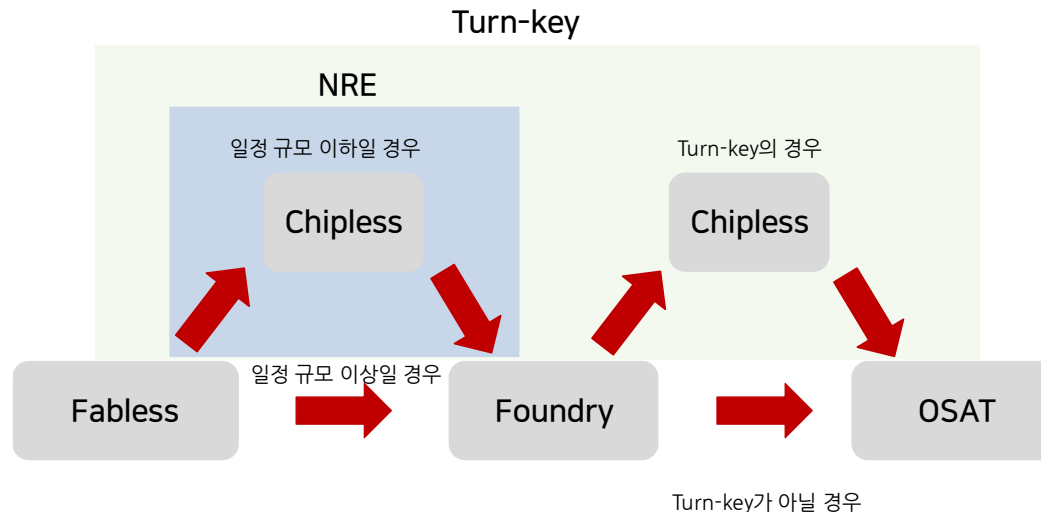 Turn-key
NRE
일정 규모 이하일 경우
Turn-key의 경우
Chipless
Chipless
일정 규모 이상일 경우
Fabless
Foundry
OSAT
Turn-key가 아닐 경우